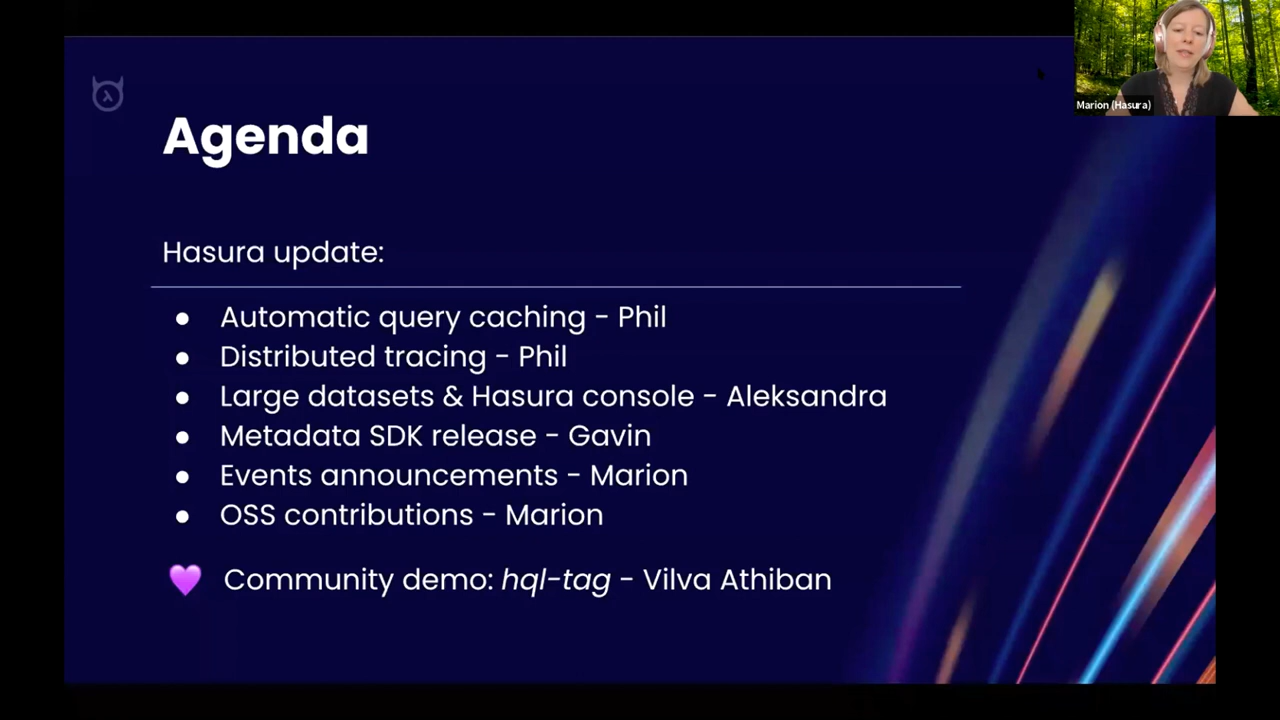 Marion (Hasura)
Agenda
Hasura update:
● Automatic query caching - Phil
● Distributed tracing - Phil
● Large datasets & Hasura console - Aleksandra
● Metadata SDK release - Gavin
● Events announcements - Marion
● OSS contributions - Marion
💜 Community demo: hql-tag - Vilva Athiban